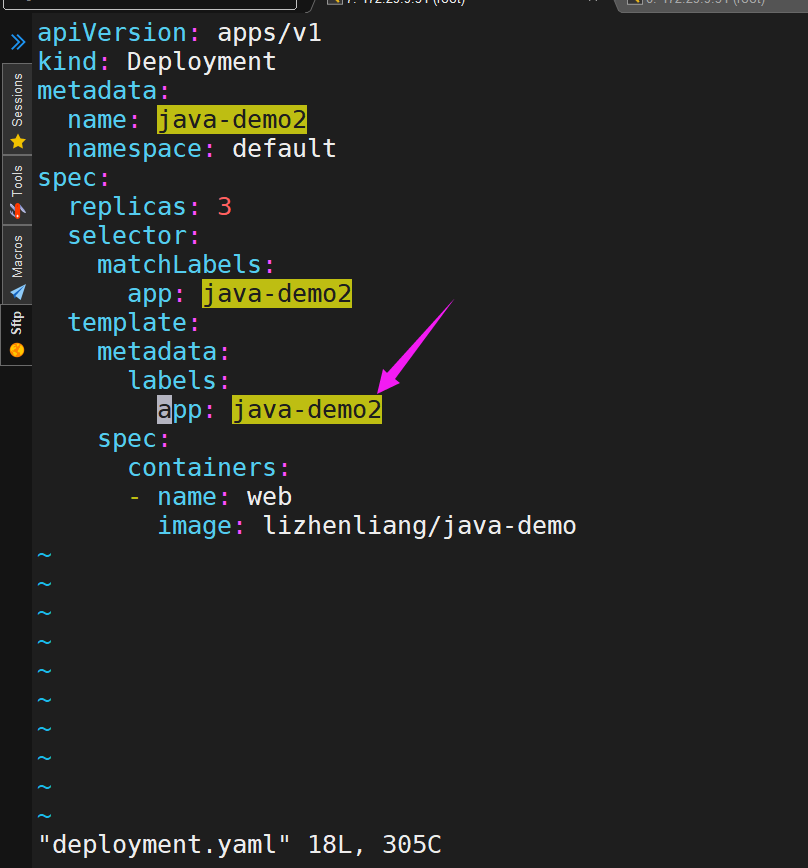 Sessions
Tools
Macros
Sftp
apiVersion: apps/v1
kind: Deployment
metadata:
  name: java-demo2
  namespace: default
spec:
  replicas: 3
  selector:
    matchLabels:
      app: java-demo2
  template:
    metadata:
      labels:
        app: java-demo2
    spec:
      containers:
      - name: web
        image: lizhenliang/java-demo
~
~
~
~
~
~
~
~
~
~
"deployment.yaml" 18L, 305C